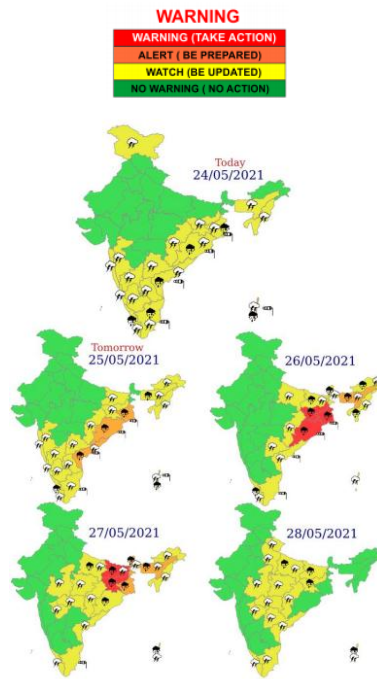 WARNING
WARNING (TAKE ACTION)
ALERT ( BE PREPARED)
WATCH (BE UPDATED)
NO WARNING ( NO ACTION)
Today
24/05/2021
Tomorrow
25/05/2021
26/05/2021
27/05/2021
28/05/2021